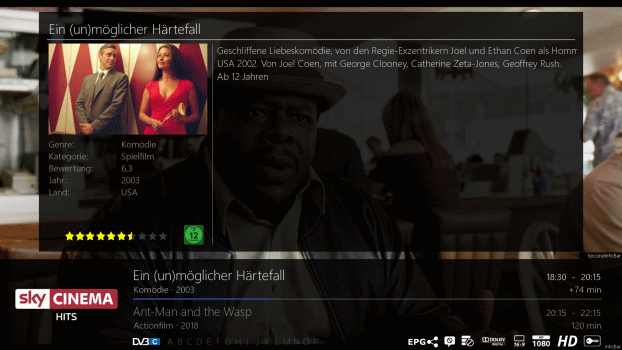 Ein (un)möglicher Härtefall
Geschliffene Liebeskomödie, von den Regie-Exzentrikern Joel und Ethan Coen als Homm
USA 2002. Von Joel Coen, mit George Clooney, Catherine Zeta-Jones, Geoffrey Rush.
Ab 12 Jahren
Genre: Komödie
Kategorie: Spielfilm
Bewertung: 6,3
Jahr: 2003
Land: USA
12
SecondInfoBar
Ein (un)möglicher Härtefall 18:30 - 20:15
Komödie · 2003 +74 min
sky CINEMA
HITS
Ant-Man and the Wasp 20:15 - 22:15
Actionfilm · 2018 120 min
DVB C A B C D E F G H I J K L M N O P EPG DOLBY DIGITAL 16:9 1080 HD
InfoBar